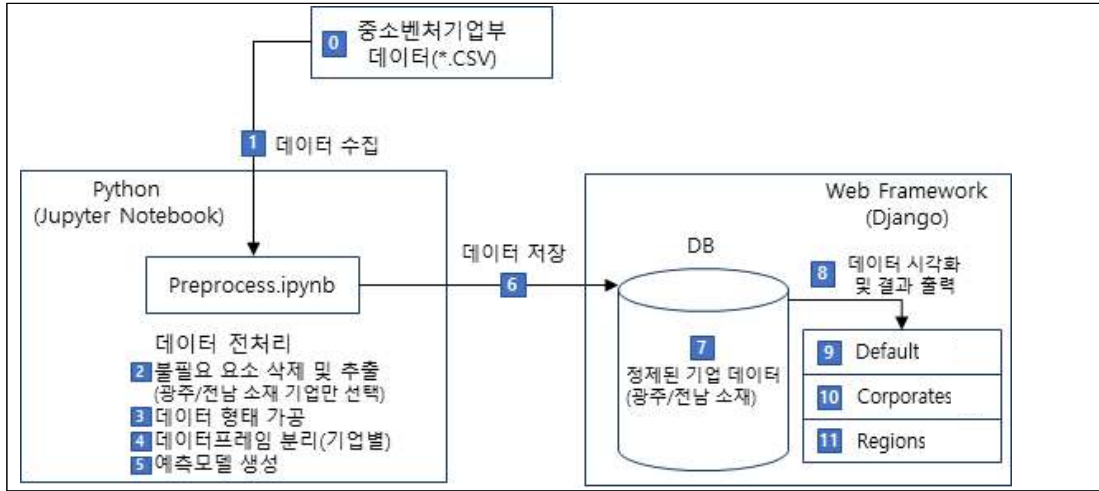 0 중소벤처기업부
데이터(*.CSV)
1 데이터 수집
Python
(Jupyter Notebook)
Preprocess.ipynb
데이터 전처리
2 불필요 요소 삭제 및 추출
(광주/전남 소재 기업만 선택)
3 데이터 형태 가공
4 데이터프레임 분리(기업별)
5 예측모델 생성
데이터 저장
6
Web Framework
(Django)
DB
7
정제된 기업 데이터
(광주/전남 소재)
8 데이터 시각화
및 결과 출력
9 Default
10 Corporates
11 Regions